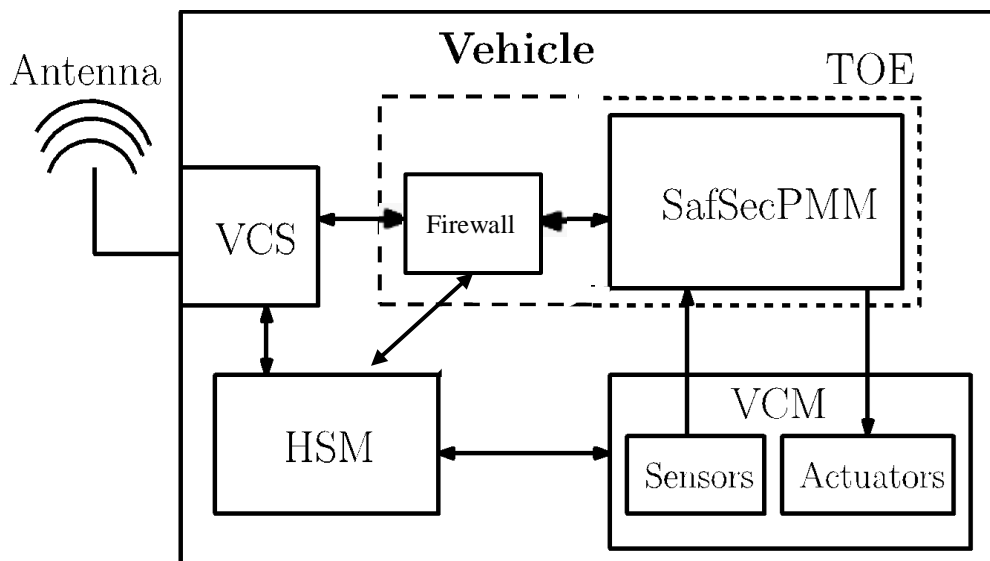 Vehicle
Antenna
TOE
SafSecPMM
Firewall
VCS
VCM
HSM
Sensors
Actuators